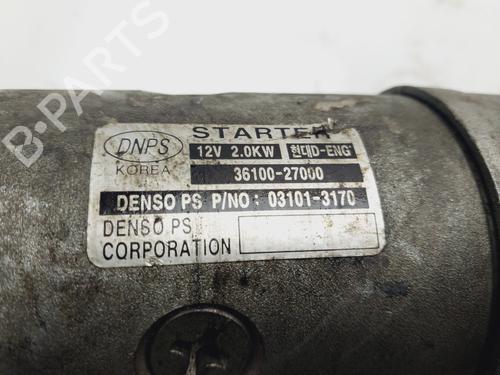 STARTER
DNPS
12V 2.0KW 현대D-ENG
KOREA
36100-27000
DENSO PS P/NO : 03101-3170
DENSO PS
CORPORATION
B-PARTS